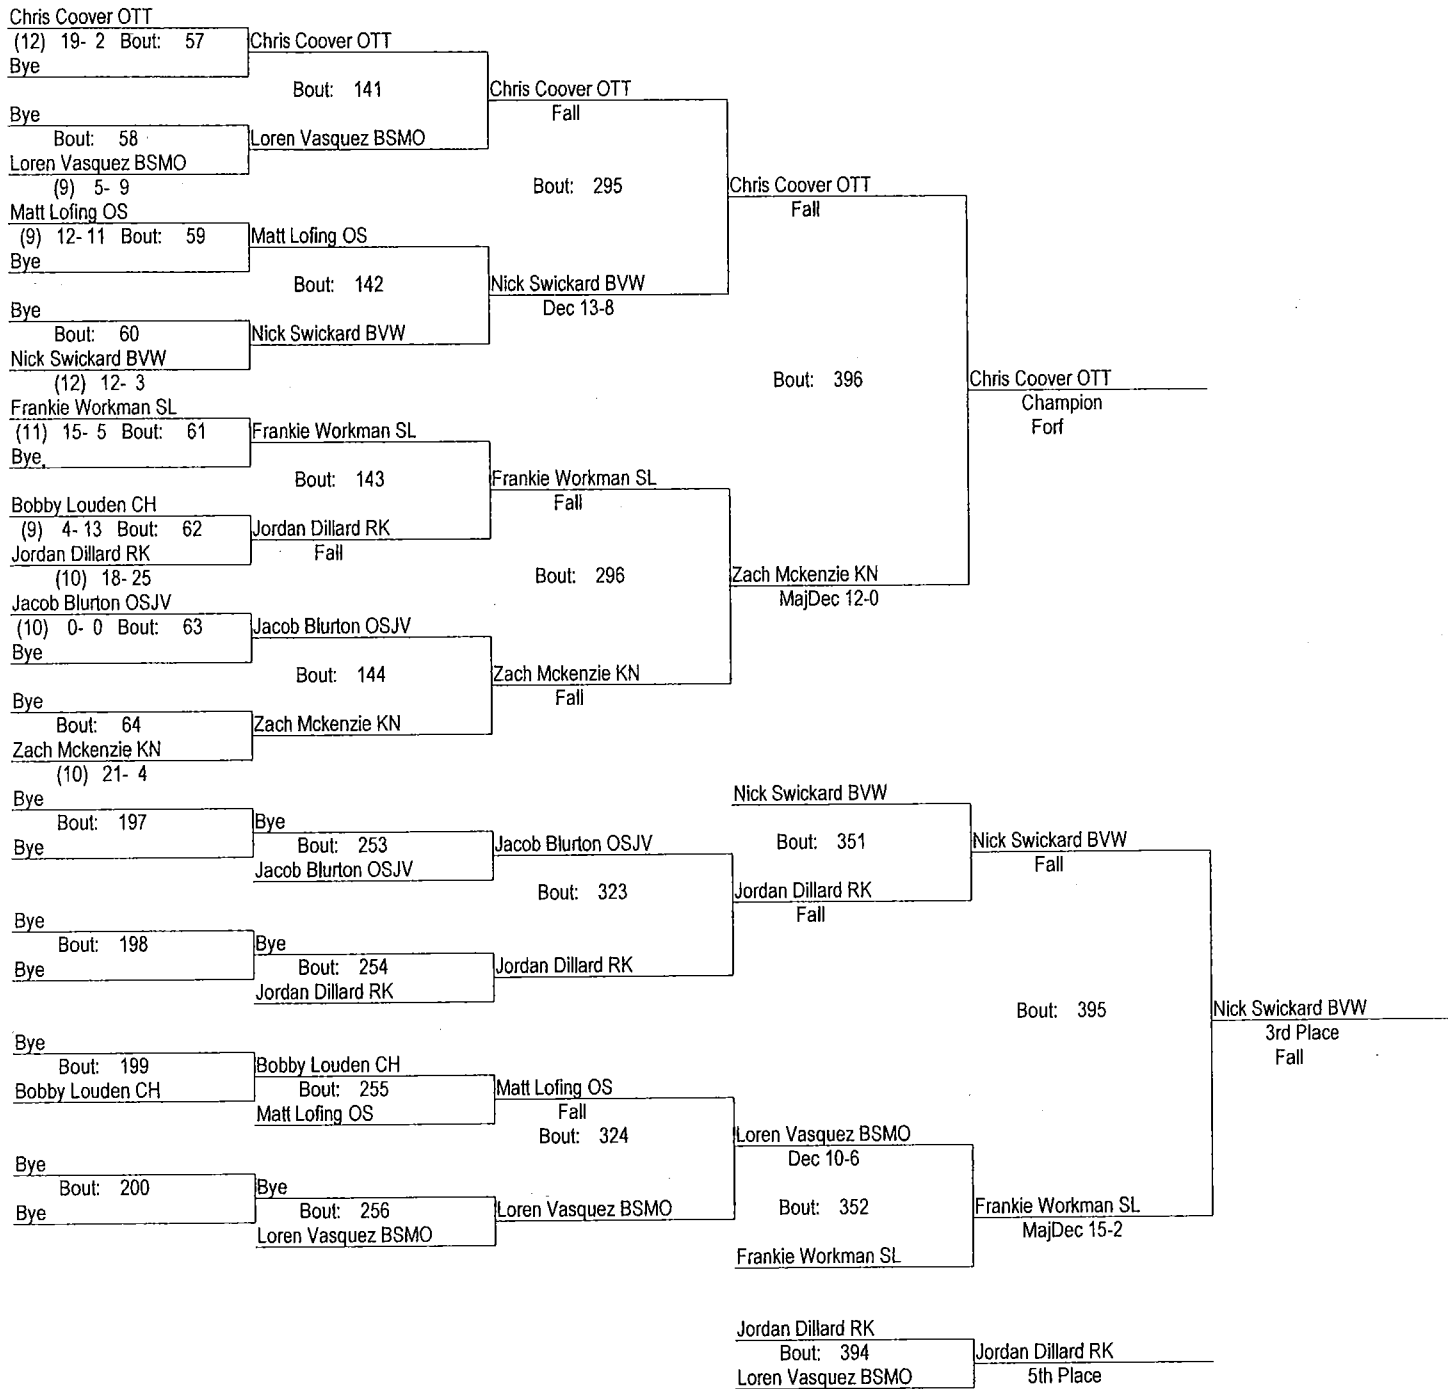 Chris Coover OTT
(12) 19- 2 Bout: 57
Bye
Chris Coover OTT
Bout: 141
Bye
Bout: 58
Loren Vasquez BSMO
(9) 5- 9
Loren Vasquez BSMO
Chris Coover OTT
Fall
Bout: 295
Matt Lofing OS
(9) 12- 11 Bout: 59
Bye
Matt Lofing OS
Bout: 142
Bye
Bout: 60
Nick Swickard BVW
(12) 12- 3
Nick Swickard BVW
Nick Swickard BVW
Dec 13-8
Chris Coover OTT
Fall
Bout: 396
Chris Coover OTT
Champion
Forf
Frankie Workman SL
(11) 15- 5 Bout: 61
Bye
Frankie Workman SL
Bout: 143
Bobby Louden CH
(9) 4- 13 Bout: 62
Jordan Dillard RK
(10) 18- 25
Jordan Dillard RK
Fall
Frankie Workman SL
Fall
Bout: 296
Jacob Blurton OSJV
(10) 0- 0 Bout: 63
Bye
Jacob Blurton OSJV
Bout: 144
Bye
Bout: 64
Zach Mckenzie KN
(10) 21- 4
Zach Mckenzie KN
Zach Mckenzie KN
Fall
Zach Mckenzie KN
MajDec 12-0
Bye
Bout: 197
Bye
Bye
Bout: 253
Jacob Blurton OSJV
Jacob Blurton OSJV
Bout: 323
Bye
Bout: 198
Bye
Bye
Bout: 254
Jordan Dillard RK
Jordan Dillard RK
Nick Swickard BVW
Bout: 351
Jordan Dillard RK
Fall
Nick Swickard BVW
Fall
Bout: 395
Nick Swickard BVW
3rd Place
Fall
Bye
Bout: 199
Bobby Louden CH
Bobby Louden CH
Bout: 255
Matt Lofing OS
Matt Lofing OS
Fall
Bout: 324
Bye
Bout: 200
Bye
Bye
Bout: 256
Loren Vasquez BSMO
Loren Vasquez BSMO
Loren Vasquez BSMO
Dec 10-6
Bout: 352
Frankie Workman SL
Frankie Workman SL
MajDec 15-2
Jordan Dillard RK
Bout: 394
Loren Vasquez BSMO
Jordan Dillard RK
5th Place